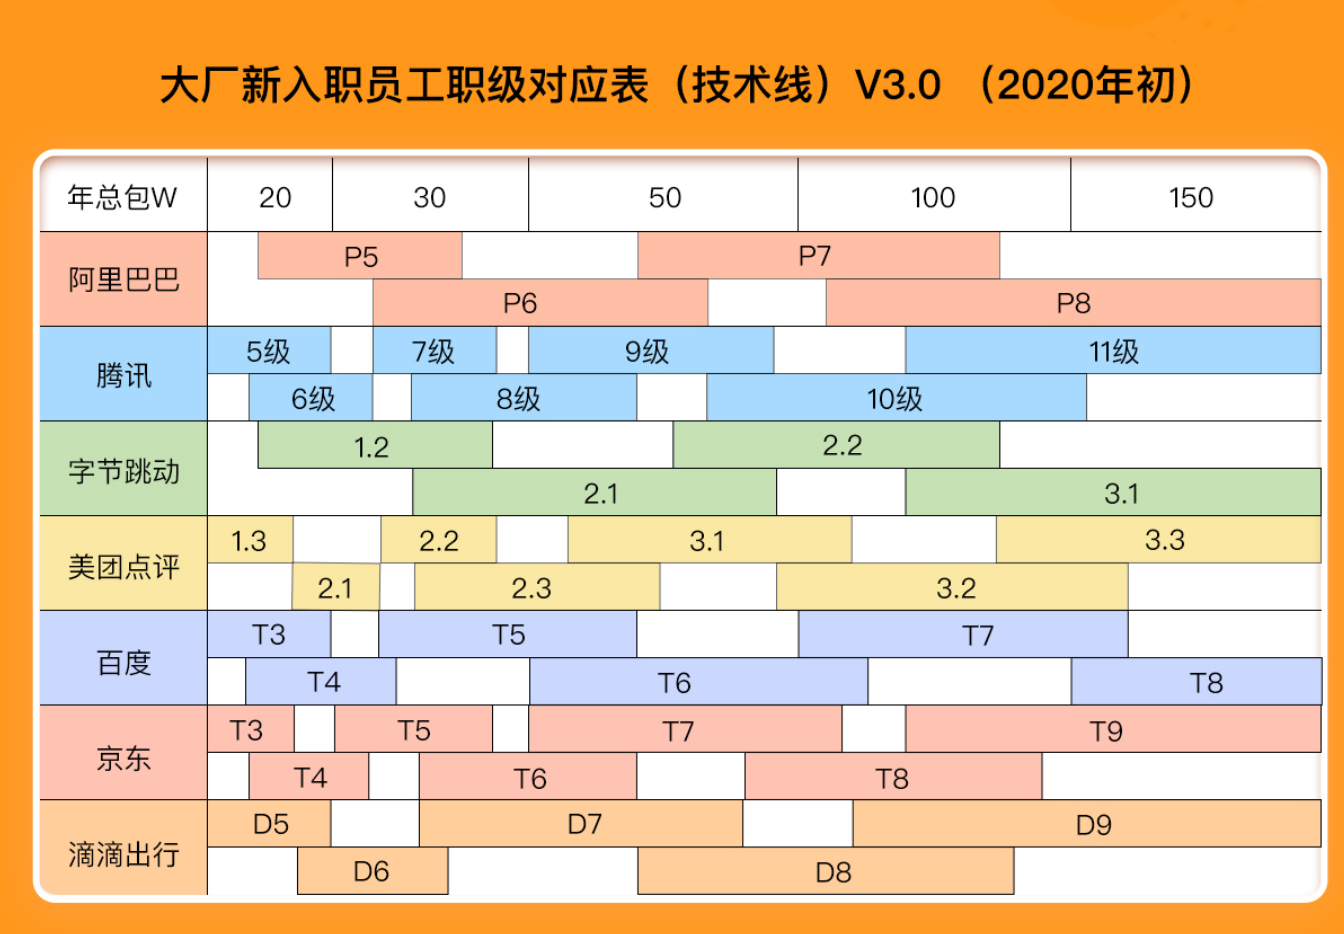 大厂新入职员工职级对应表（技术线）V3.0 （2020年初）
年总包W 20 30 50 100 150
阿里巴巴
P5 P7
P6 P8
腾讯
5级 7级 9级 11级
6级 8级 10级
字节跳动
1.2 2.2
2.1 3.1
美团点评
1.3 2.2 3.1 3.3
2.1 2.3 3.2
百度
T3 T5 T7
T4 T6 T8
京东
T3 T5 T7 T9
T4 T6 T8
滴滴出行
D5 D7 D9
D6 D8